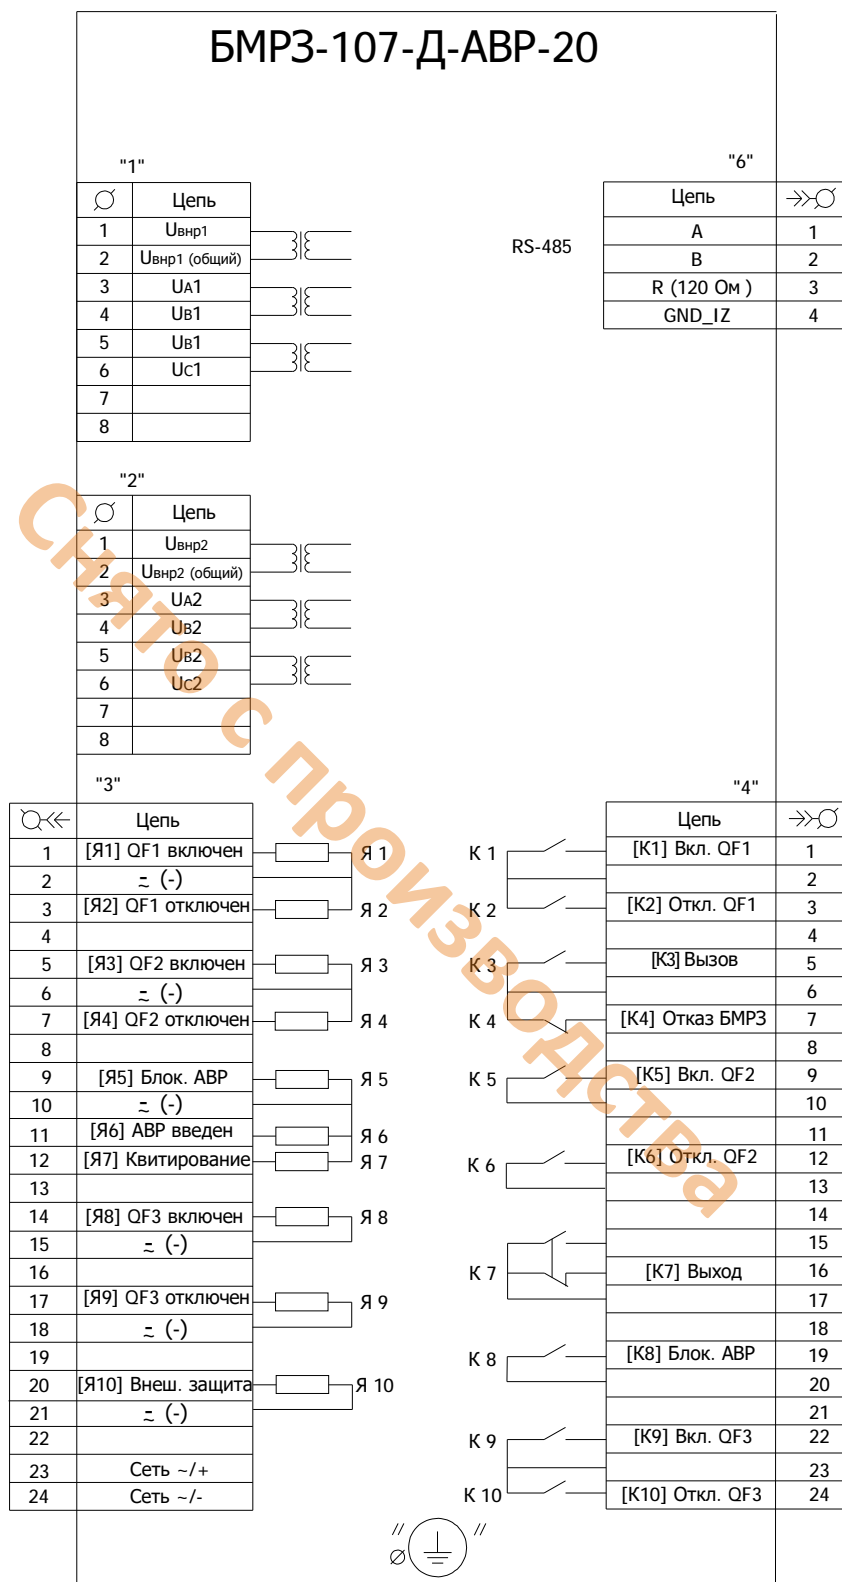 БМРЗ-107-Д-АВР-20
"1"
Цепь
1 Uвнр1
2 Uвнр1 (общий)
3 UA1
4 UB1
5 UB1
6 UC1
7
8
"6"
RS-485
Цепь
A 1
B 2
R (120 Ом ) 3
GND_IZ 4
"2"
Цепь
1 Uвнр2
2 Uвнр2 (общий)
3 UA2
4 UB2
5 UB2
6 UC2
7
8
"3"
Цепь
1 [Я1] QF1 включен Я 1
2 ~ (-)
3 [Я2] QF1 отключен Я 2
4
5 [Я3] QF2 включен Я 3
6 ~ (-)
7 [Я4] QF2 отключен Я 4
8
9 [Я5] Блок. АВР Я 5
10 ~ (-)
11 [Я6] АВР введен Я 6
12 [Я7] Квитирование Я 7
13
14 [Я8] QF3 включен Я 8
15 ~ (-)
16
17 [Я9] QF3 отключен Я 9
18 ~ (-)
19
20 [Я10] Внеш. защита Я 10
21 ~ (-)
22
23 Сеть ~/+
24 Сеть ~/-
"4"
Цепь
К 1 [К1] Вкл. QF1 1
2
К 2 [К2] Откл. QF1 3
4
К 3 [К3] Вызов 5
6
К 4 [К4] Отказ БМРЗ 7
8
К 5 [К5] Вкл. QF2 9
10
11
К 6 [К6] Откл. QF2 12
13
14
15
К 7 [К7] Выход 16
17
18
К 8 [К8] Блок. АВР 19
20
21
К 9 [К9] Вкл. QF3 22
23
К 10 [К10] Откл. QF3 24
Снято с производства